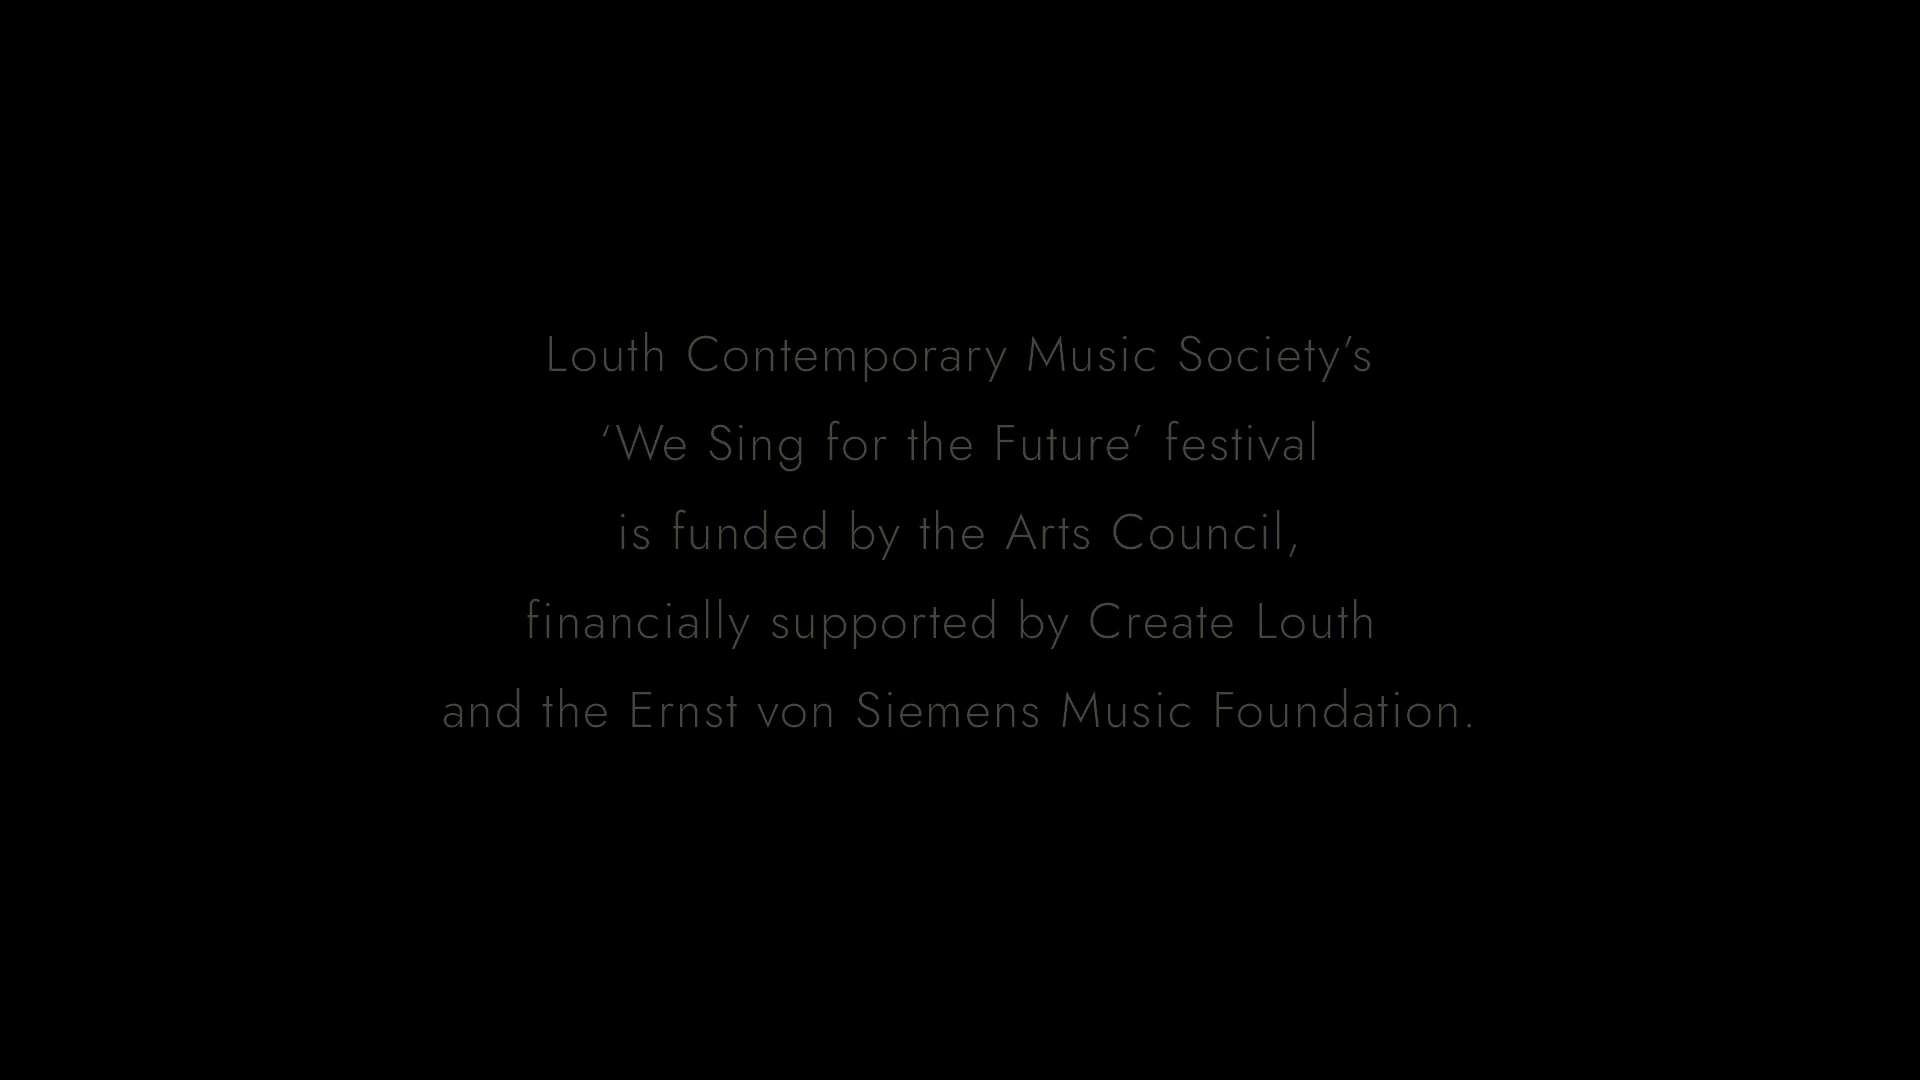 Louth Contemporary Music Society’s
‘We Sing for the Future’ festival
is funded by the Arts Council,
financially supported by Create Louth
and the Ernst von Siemens Music Foundation.